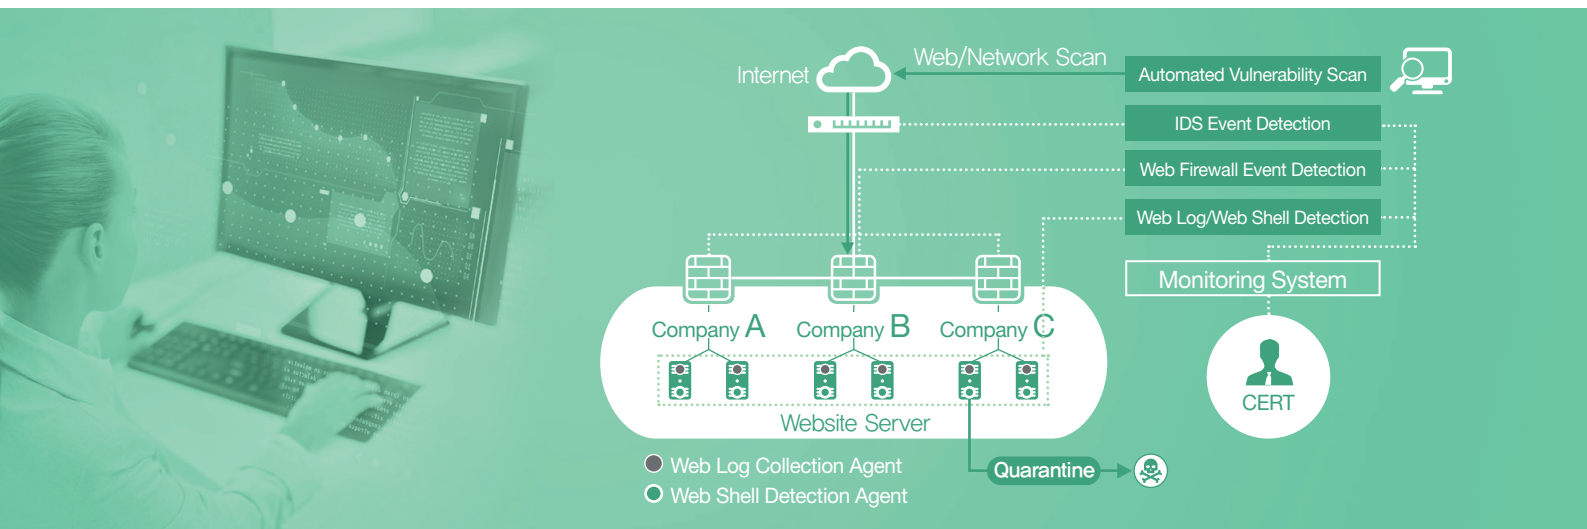 Internet
Web/Network Scan
Automated Vulnerability Scan
IDS Event Detection
Web Firewall Event Detection
Web Log/Web Shell Detection
Monitoring System
CERT
Company A
Company B
Company C
Website Server
Web Log Collection Agent
Web Shell Detection Agent
Quarantine